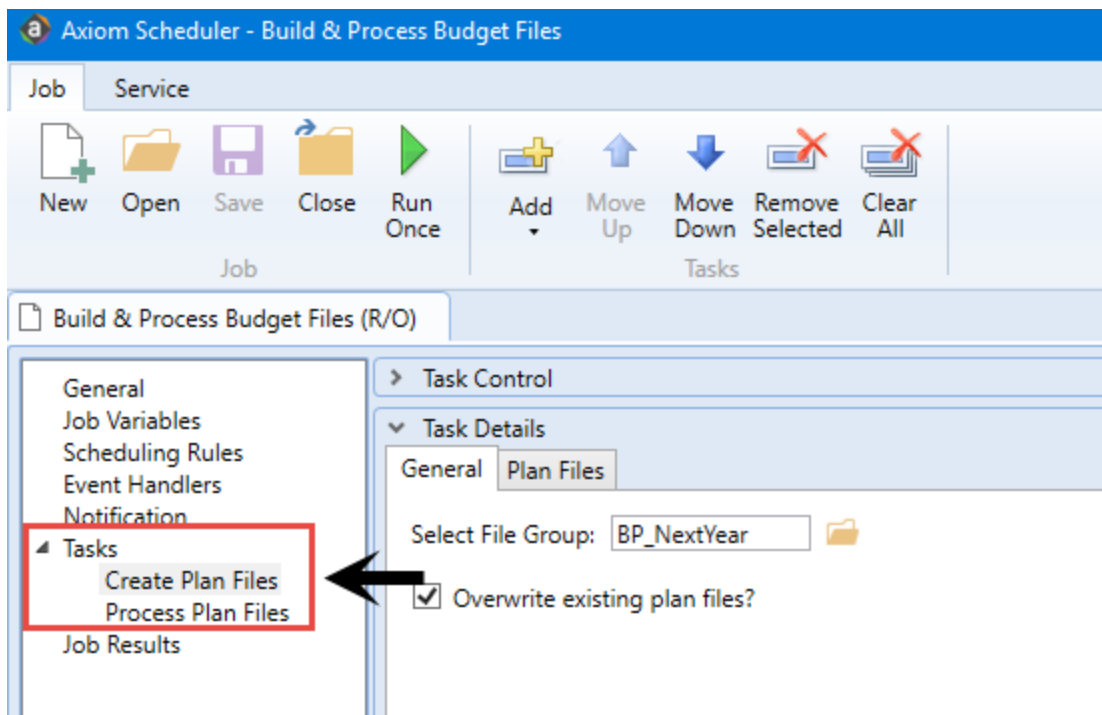 Axiom Scheduler - Build & Process Budget Files
Job Service
New Open Save Close Run Once Add Move Up Move Down Remove Selected Clear All
Job Tasks
Build & Process Budget Files (R/O)
General
Job Variables
Scheduling Rules
Event Handlers
Notification
Tasks
Create Plan Files
Process Plan Files
Job Results
Task Control
Task Details
General Plan Files
Select File Group: BP_NextYear
Overwrite existing plan files?